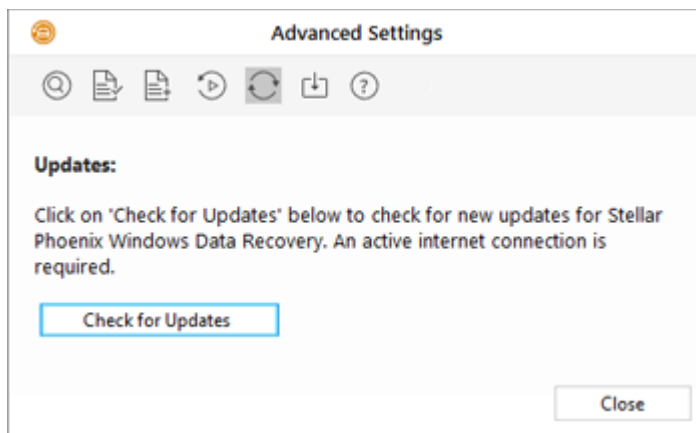 Advanced Settings
Updates:
Click on 'Check for Updates' below to check for new updates for Stellar
Phoenix Windows Data Recovery. An active internet connection is
required.
Check for Updates
Close